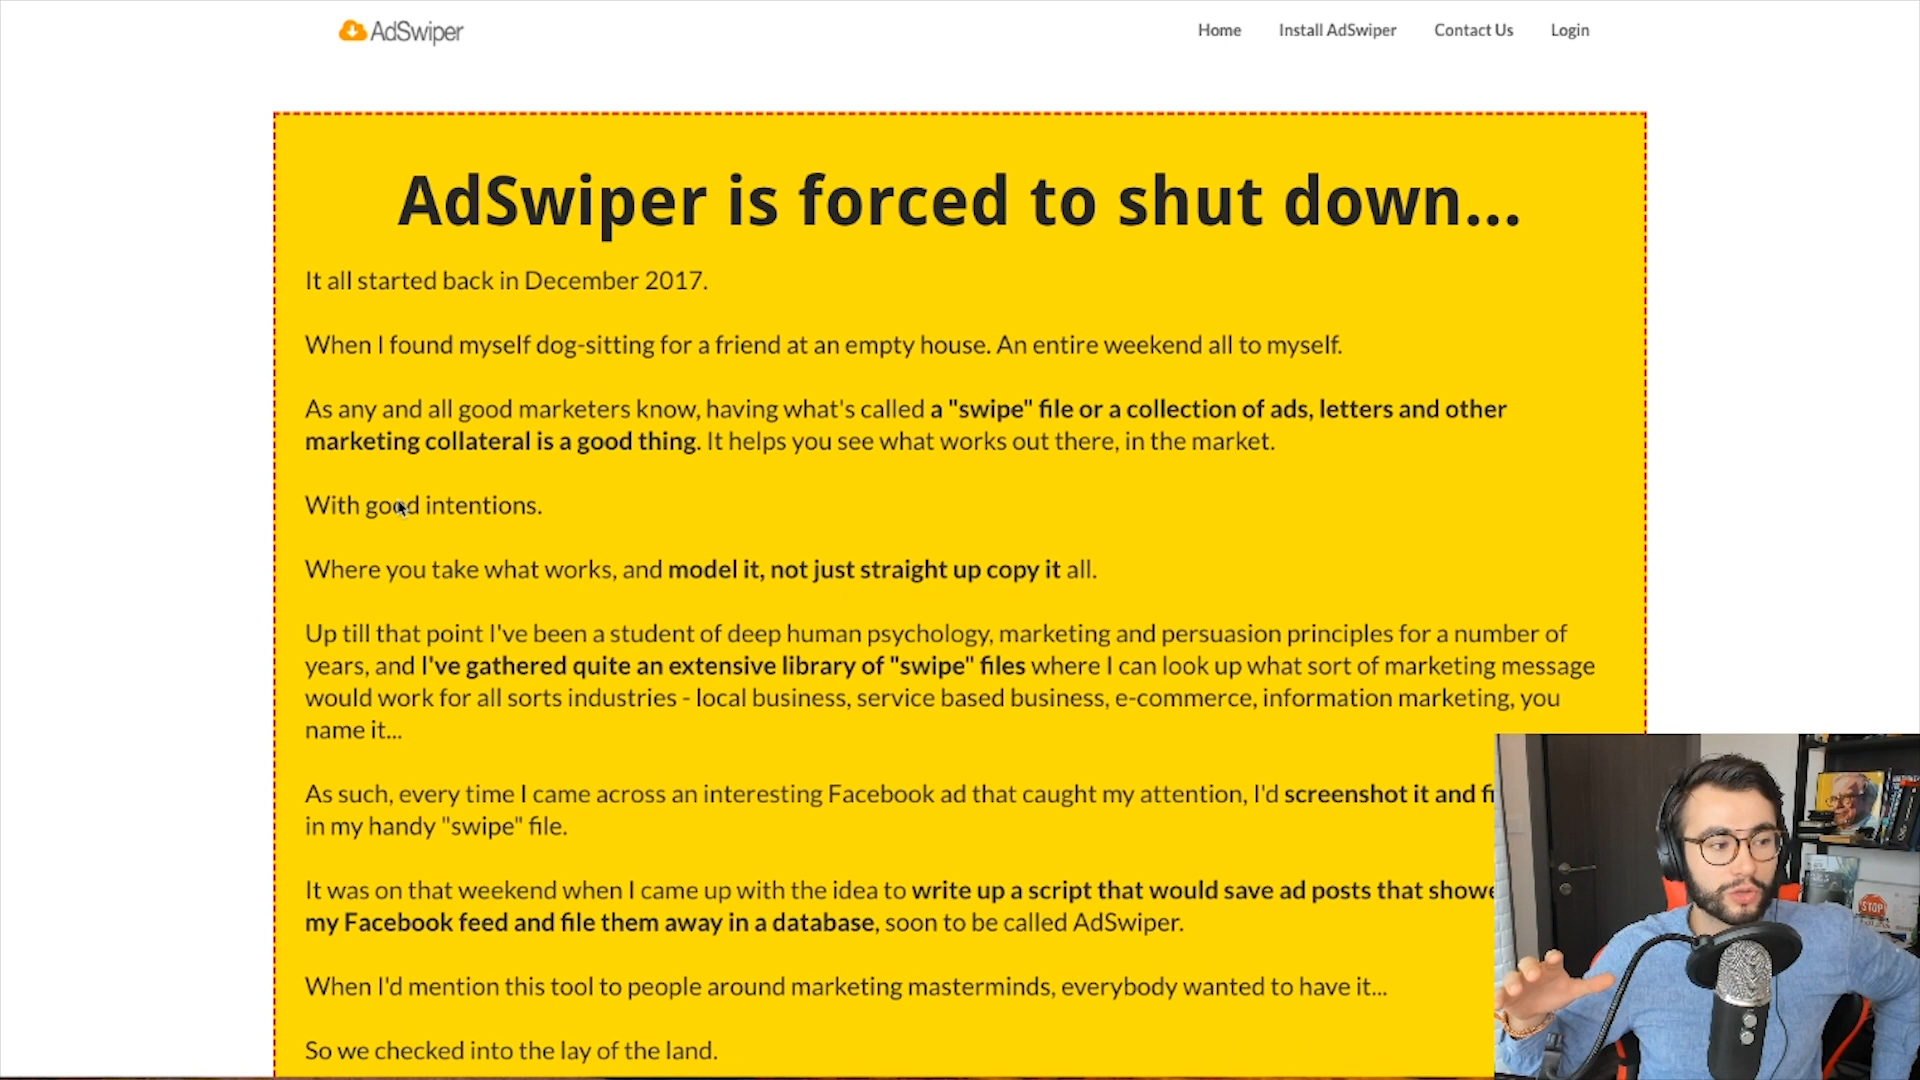 AdSwiper
Home
Install AdSwiper
Contact Us
Login
AdSwiper is forced to shut down...
It all started back in December 2017.
When I found myself dog-sitting for a friend at an empty house. An entire weekend all to myself.
As any and all good marketers know, having what's called a "swipe" file or a collection of ads, letters and other
marketing collateral is a good thing. It helps you see what works out there, in the market.
With good intentions.
Where you take what works, and model it, not just straight up copy it all.
Up till that point I've been a student of deep human psychology, marketing and persuasion principles for a number of
years, and I've gathered quite an extensive library of "swipe" files where I can look up what sort of marketing message
would work for all sorts industries - local business, service based business, e-commerce, information marketing, you
name it...
As such, every time I came across an interesting Facebook ad that caught my attention, I'd screenshot it and
in my handy "swipe" file.
It was on that weekend when I came up with the idea to write up a script that would save ad posts that
my Facebook feed and file them away in a database, soon to be called AdSwiper.
When I'd mention this tool to people around marketing masterminds, everybody wanted to have it...
So we checked into the lay of the land.
STOP